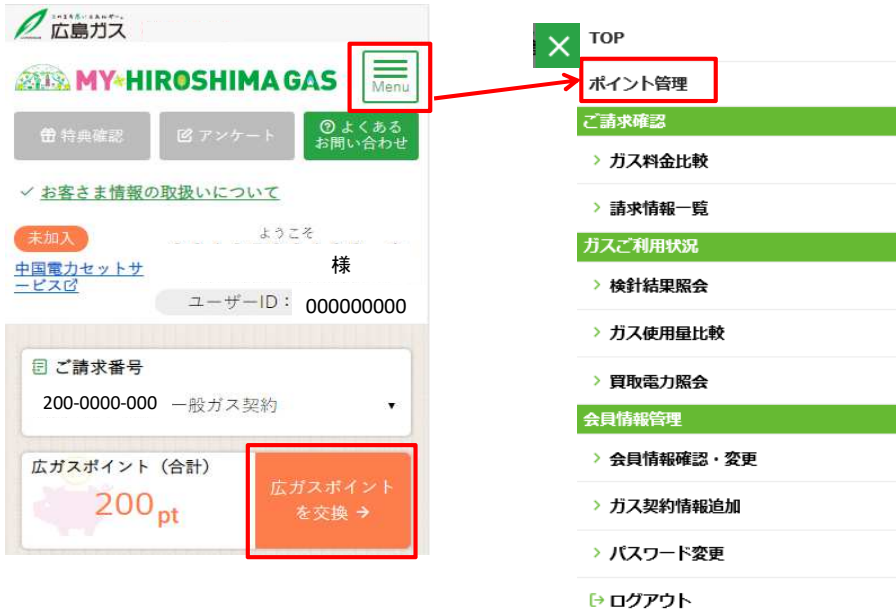 広島ガス
MY HIROSHIMA GAS
Menu
特典確認
アンケート
よくある
お問い合わせ
お客さま情報の取扱いについて
未加入
ようこそ
中国電力セットサ
ービス
様
ユーザーID：
000000000
ご請求番号
200-0000-000 一般ガス契約
広ガスポイント（合計）
200pt
広ガスポイント
を交換 →
TOP
ポイント管理
ご請求確認
ガス料金比較
請求情報一覧
ガスご利用状況
検針結果照会
ガス使用量比較
買取電力照会
会員情報管理
会員情報確認・変更
ガス契約情報追加
パスワード変更
ログアウト